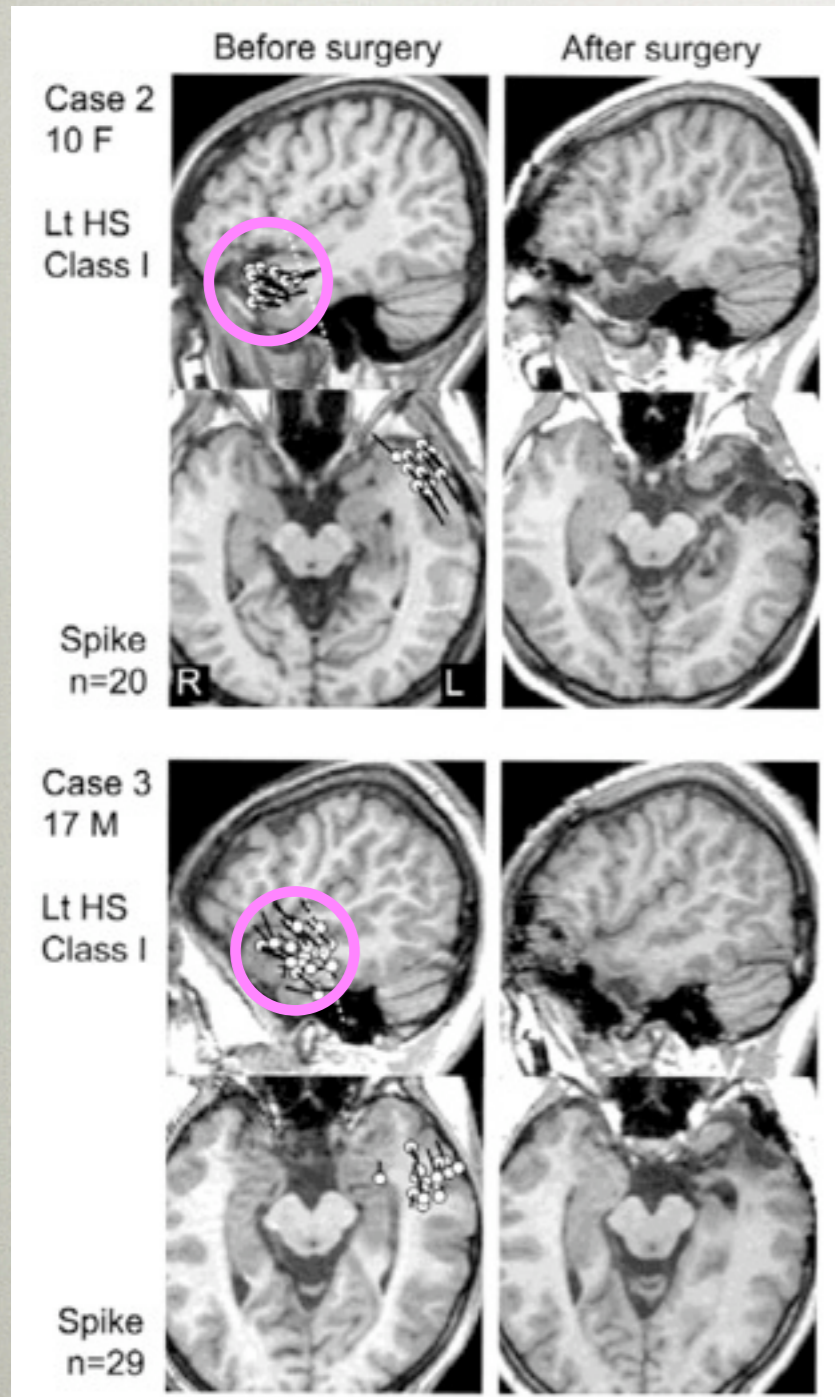 Before surgery
After surgery
Case 2
10 F
Lt HS
Class I
Spike
n=20
R
L
Case 3
17 M
Lt HS
Class I
Spike
n=29